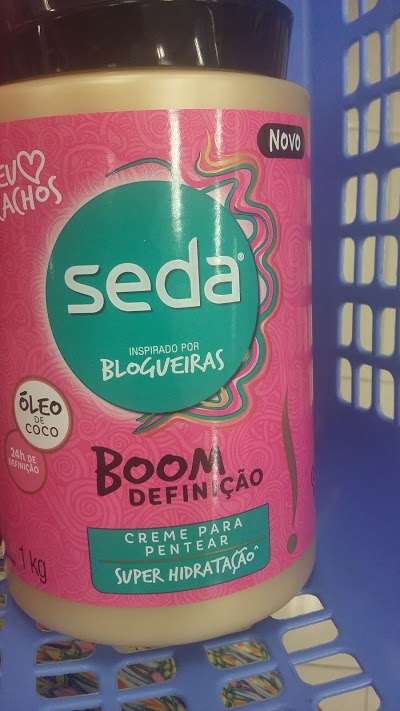 NOVO
EU
CACHOS
seda®
INSPIRADO POR
BLOGUEIRAS
ÓLEO
DE
COCO
24h DE
DEFINIÇÃO
BOOM
DEFINIÇÃO
CREME PARA
PENTEAR
SUPER HIDRATAÇÃO^
1 kg